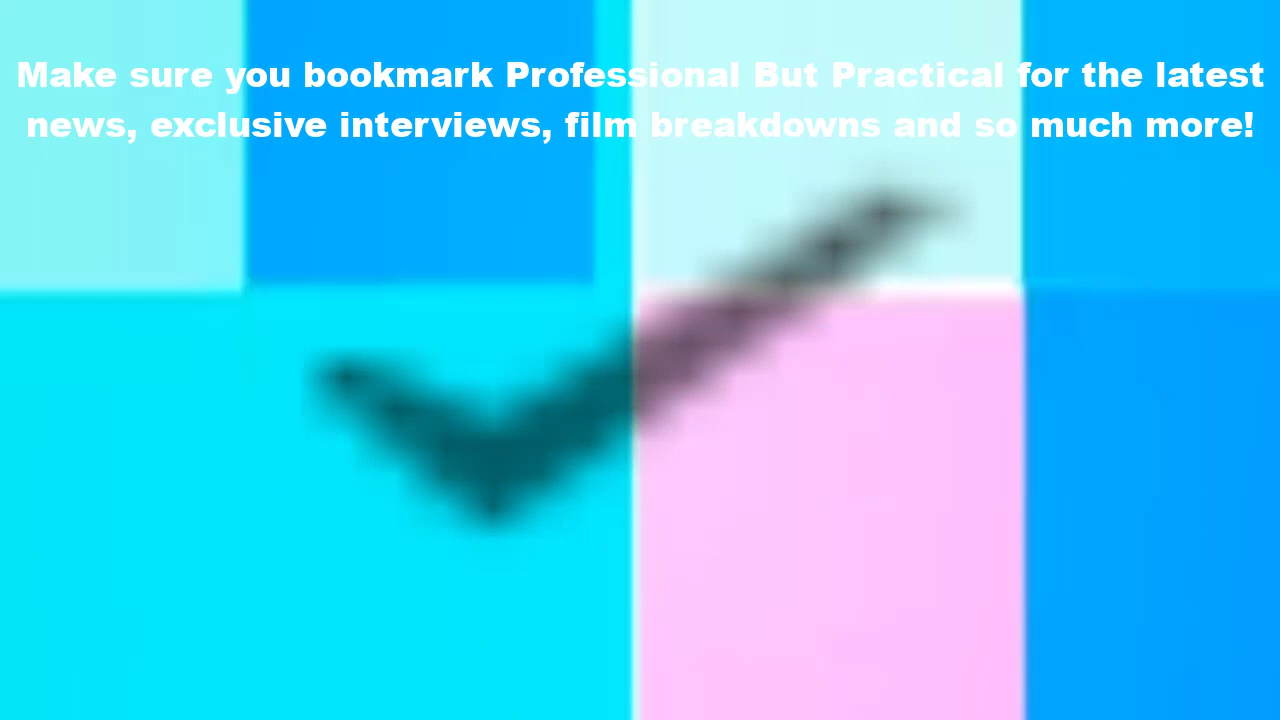 Make sure you bookmark Professional But Practical for the latest
news, exclusive interviews, film breakdowns and so much more!